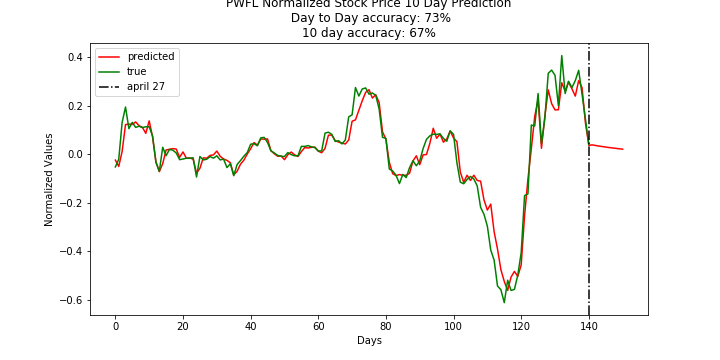 PWFL Normalized Stock Price 10 Day Prediction
Day to Day accuracy: 73%
10 day accuracy: 67%
0.4
0.2
0.0
−0.2
−0.4
−0.6
Normalized Values
predicted
true
april 27
0 20 40 60 80 100 120 140
Days